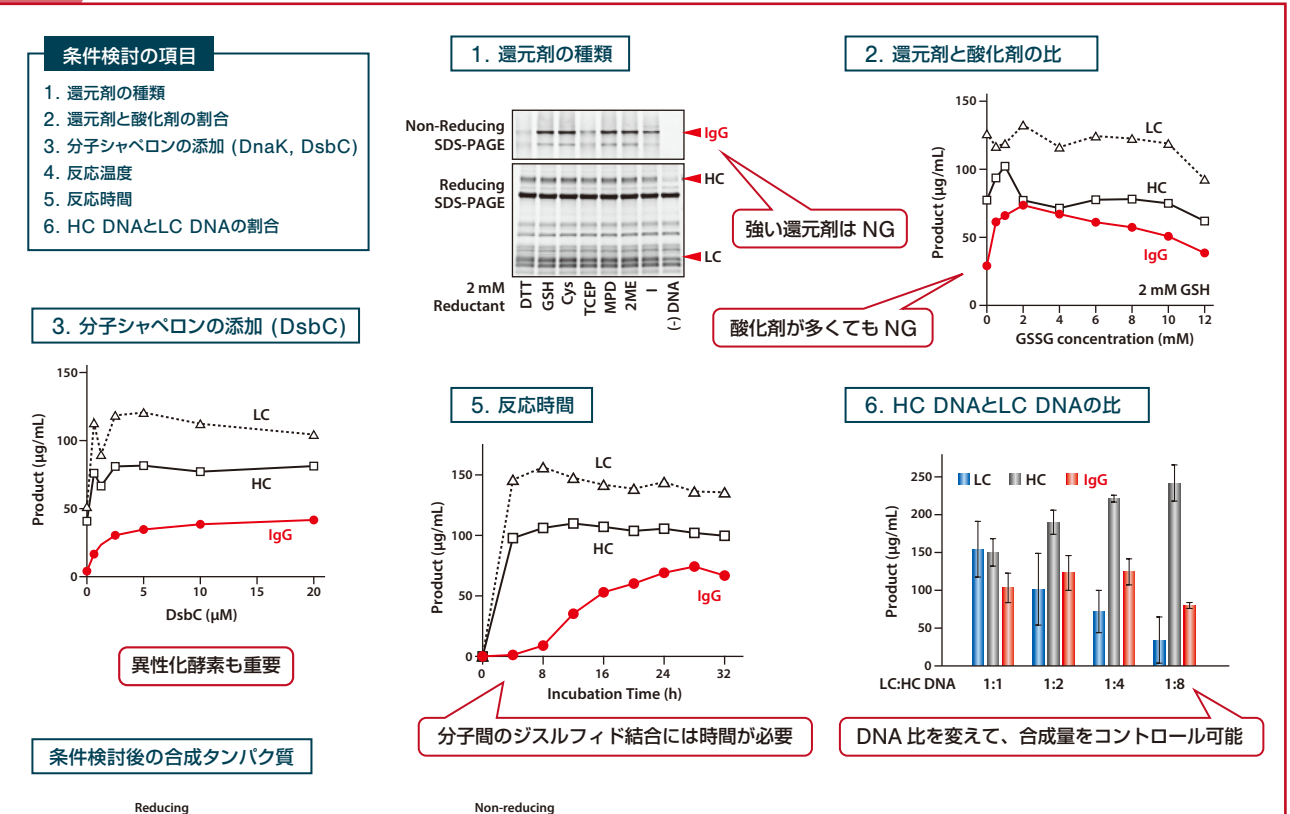 条件検討の項目
1. 還元剤の種類
2. 還元剤と酸化剤の割合
3. 分子シャペロンの添加 (DnaK, DsbC)
4. 反応温度
5. 反応時間
6. HC DNAとLC DNAの割合
1. 還元剤の種類
Non-Reducing
SDS-PAGE
IgG
Reducing
SDS-PAGE
HC
LC
強い還元剤は NG
2 mM
Reductant
DTT
GSH
Cys
TCEP
MPD
2ME
I
(-) DNA
2. 還元剤と酸化剤の比
Product (μg/mL)
150
100
50
0
LC
HC
IgG
2 mM GSH
0 2 4 6 8 10 12
GSSG concentration (mM)
酸化剤が多くても NG
3. 分子シャペロンの添加 (DsbC)
Product (μg/mL)
150
100
50
0
LC
HC
IgG
0 5 10 15 20
DsbC (μM)
異性化酵素も重要
5. 反応時間
Product (μg/mL)
150
100
50
0
LC
HC
IgG
0 8 16 24 32
Incubation Time (h)
分子間のジスルフィド結合には時間が必要
6. HC DNAとLC DNAの比
Product (μg/mL)
250
200
150
100
50
0
LC HC IgG
LC:HC DNA 1:1 1:2 1:4 1:8
DNA 比を変えて、合成量をコントロール可能
条件検討後の合成タンパク質
Reducing
Non-reducing